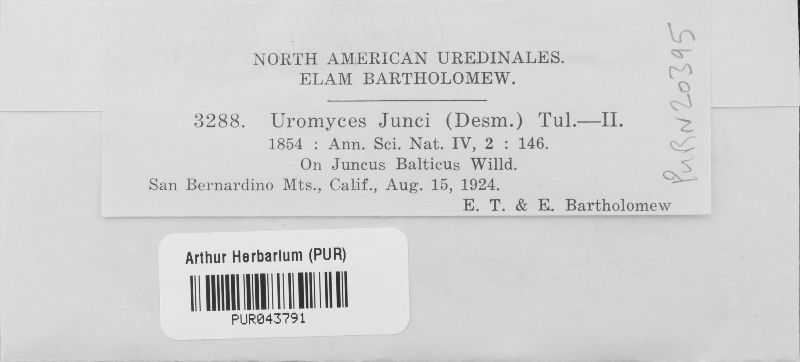 NORTH AMERICAN UREDINALES.
ELAM BARTHOLOMEW.
3288. Uromyces Junci (Desm.) Tul.—II.
1854 : Ann. Sci. Nat. IV, 2 : 146.
On Juncus Balticus Willd.
San Bernardino Mts., Calif., Aug. 15, 1924.
E. T. & E. Bartholomew
PURN20395
Arthur Herbarium (PUR)
PUR043791